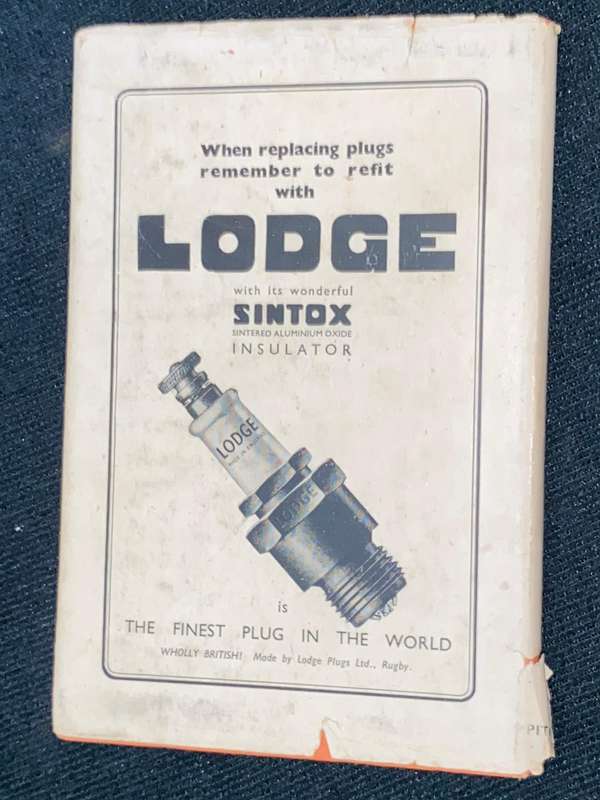 When replacing plugs
remember to refit
with
LODGE
with its wonderful
SINTOX
SINTERED ALUMINIUM OXIDE
INSULATOR
LODGE
LODGE
is
THE FINEST PLUG IN THE WORLD
WHOLLY BRITISH! Made by Lodge Plugs Ltd., Rugby.